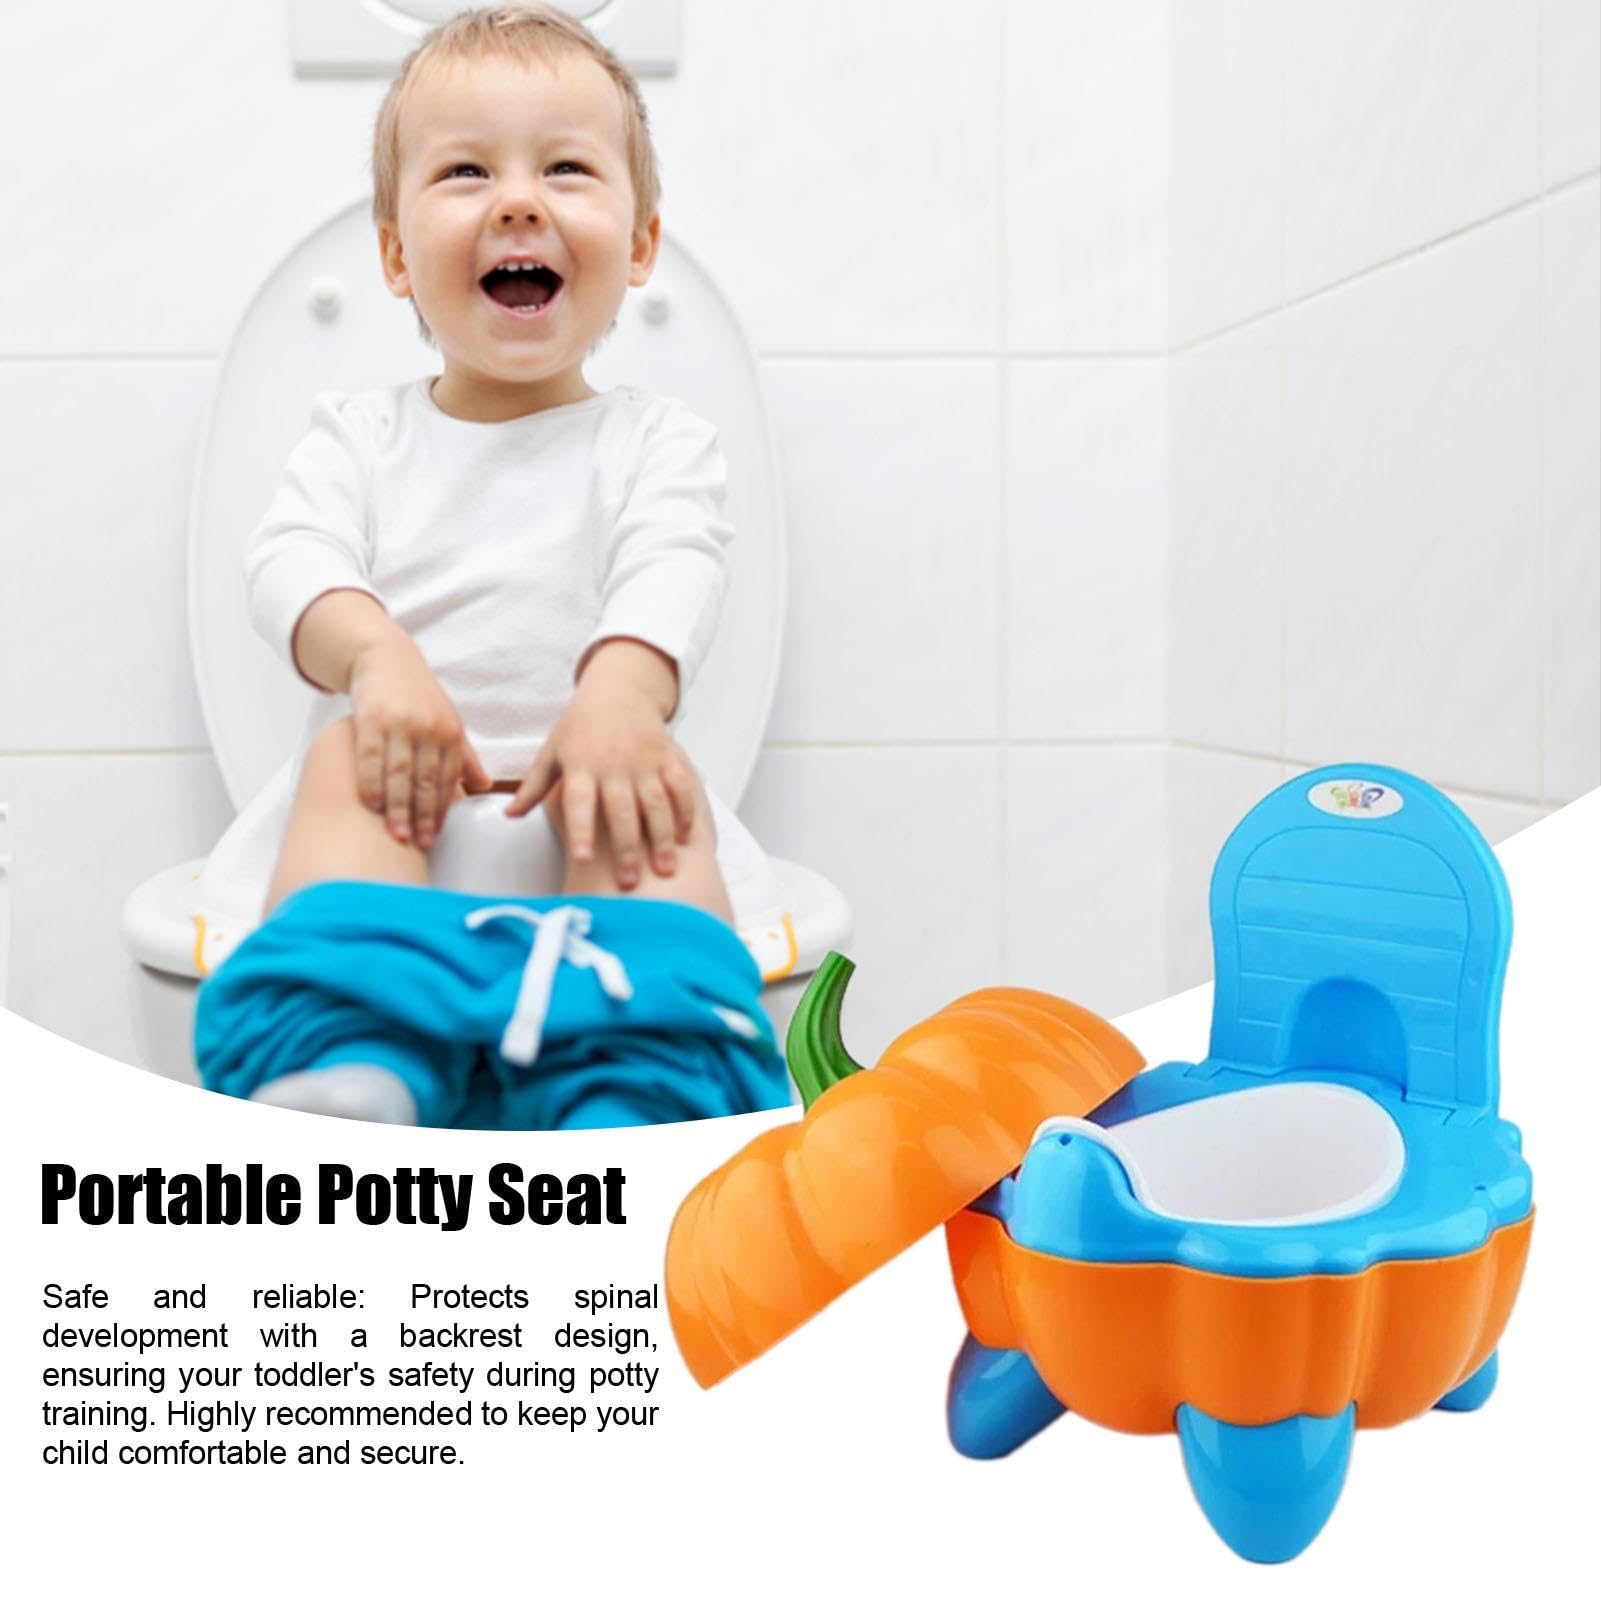 Portable Potty Seat
Safe and reliable: Protects spinal
development with a backrest design,
ensuring your toddler's safety during potty
training. Highly recommended to keep your
child comfortable and secure.